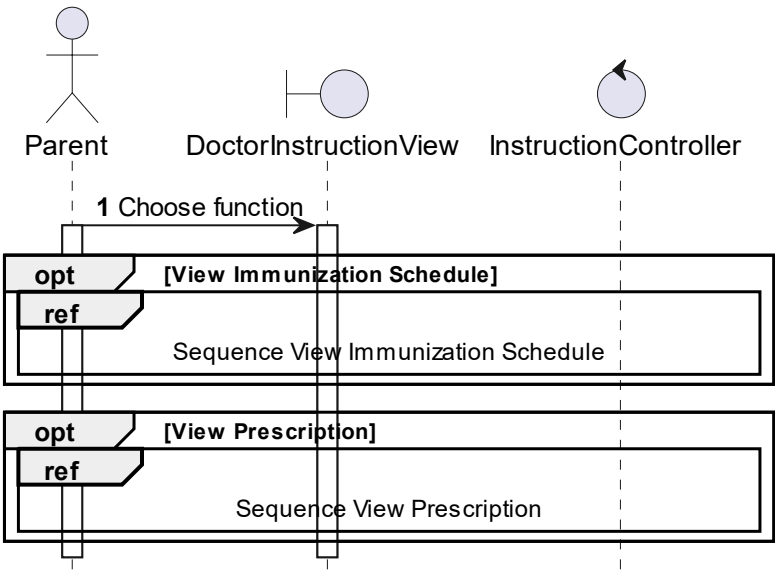 Parent
DoctorInstructionView
InstructionController
1 Choose function
opt [View Immunization Schedule]
ref
Sequence View Immunization Schedule
opt [View Prescription]
ref
Sequence View Prescription